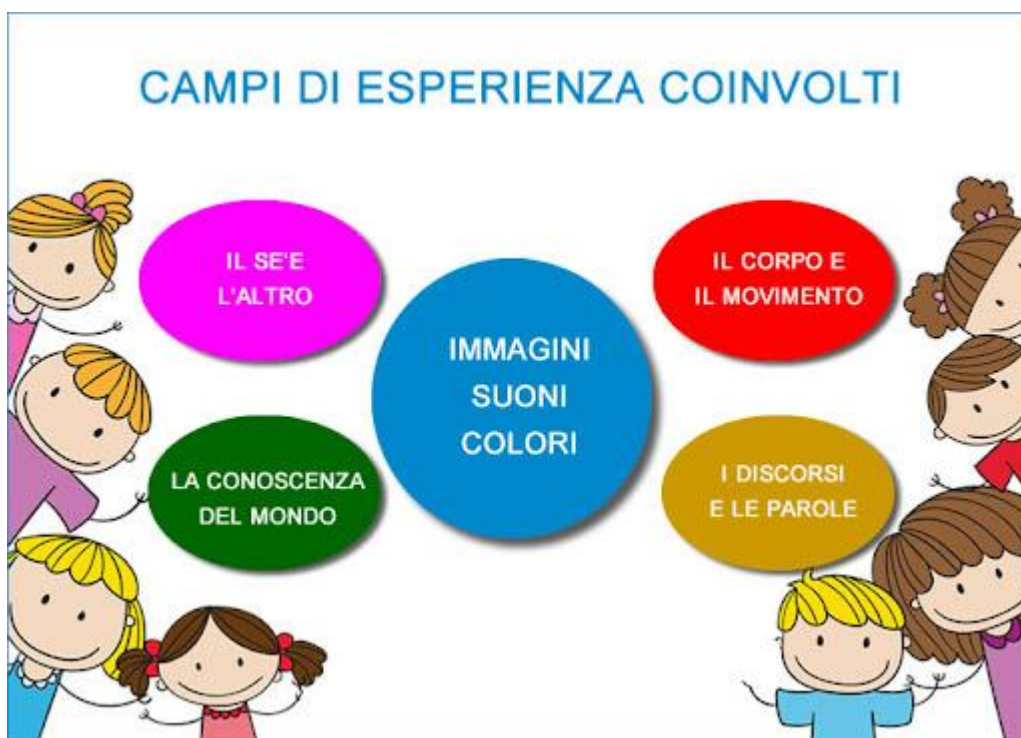 CAMPI DI ESPERIENZA COINVOLTI
IL SE'E
L'ALTRO
IL CORPO E
IL MOVIMENTO
IMMAGINI
SUONI
COLORI
LA CONOSCENZA
DEL MONDO
I DISCORSI
E LE PAROLE